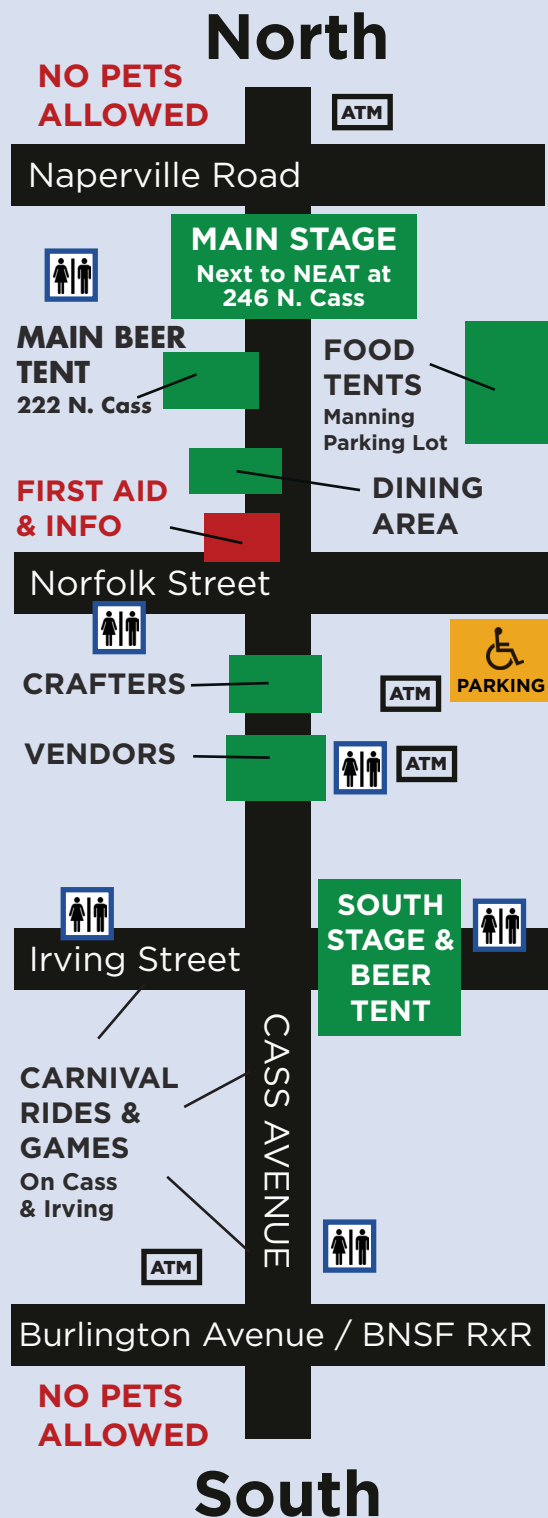 North
NO PETS
ALLOWED
ATM
Naperville Road
MAIN STAGE
Next to NEAT at
246 N. Cass
MAIN BEER
TENT
222 N. Cass
FOOD
TENTS
Manning
Parking Lot
DINING
AREA
FIRST AID
& INFO
Norfolk Street
CRAFTERS
ATM
PARKING
VENDORS
ATM
SOUTH
STAGE &
BEER
TENT
Irving Street
CASS AVENUE
CARNIVAL
RIDES &
GAMES
On Cass
& Irving
ATM
Burlington Avenue / BNSF RxR
NO PETS
ALLOWED
South